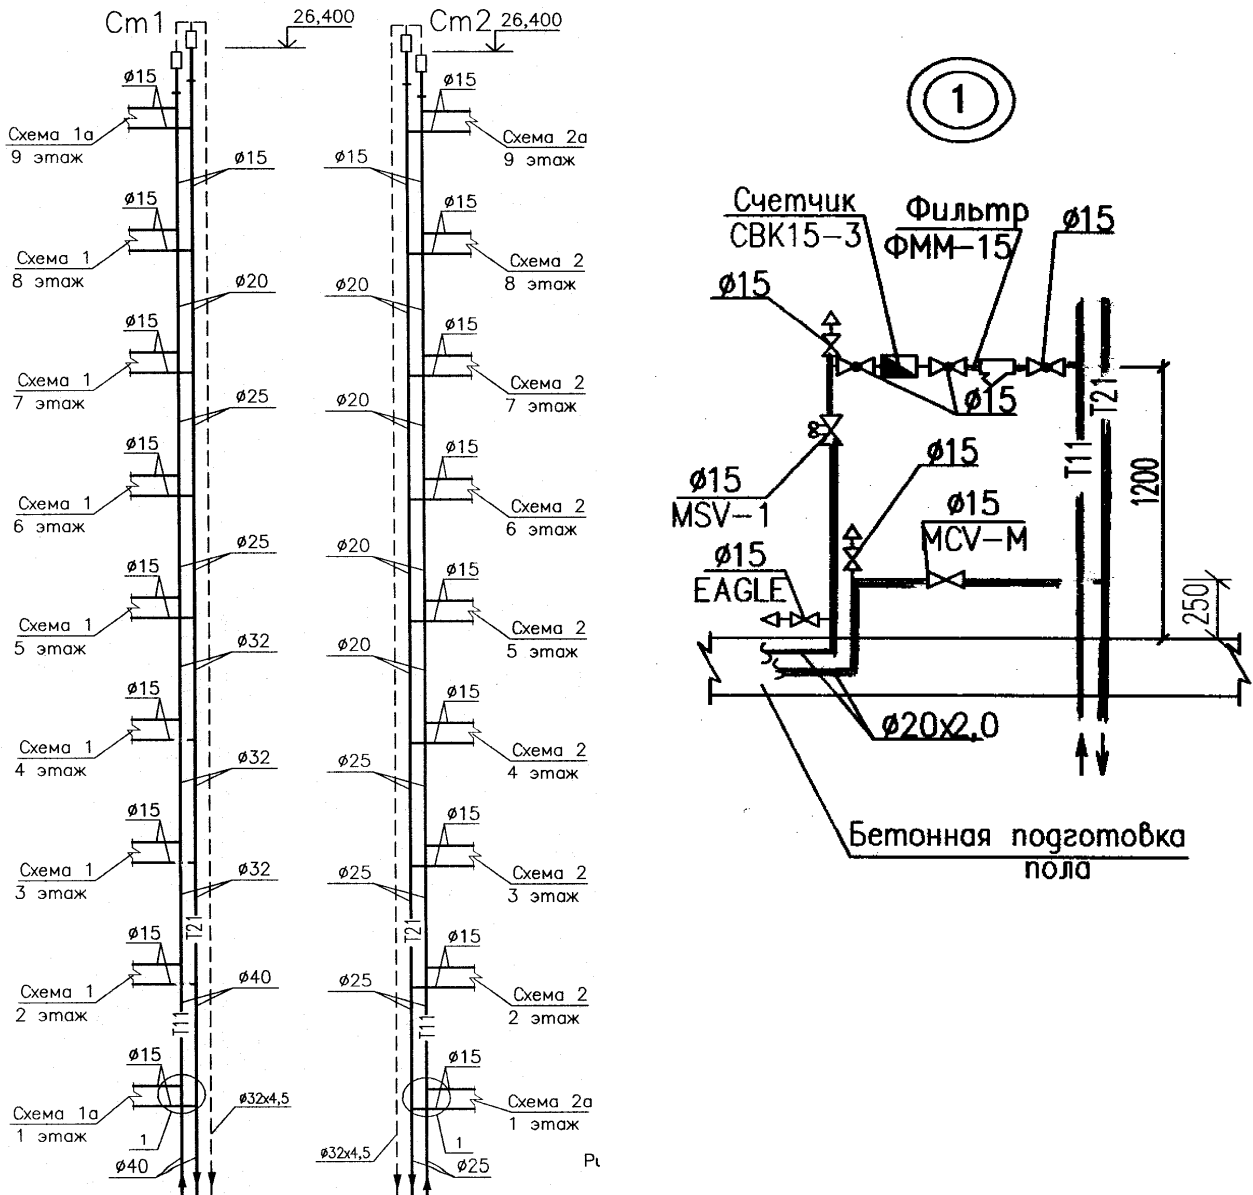 Ст1
26,400
ø15
Схема 1а
9 этаж
ø15
ø15
Схема 1
8 этаж
ø20
ø15
Схема 1
7 этаж
ø25
ø15
Схема 1
6 этаж
ø25
ø15
Схема 1
5 этаж
ø32
ø15
Схема 1
4 этаж
ø32
ø15
Схема 1
3 этаж
ø32
T21
ø15
Схема 1
2 этаж
ø40
T11
ø15
Схема 1а
1 этаж
1
ø32x4,5
ø40
Ст2
26,400
ø15
Схема 2а
9 этаж
ø15
ø15
Схема 2
8 этаж
ø20
ø15
Схема 2
7 этаж
ø20
ø15
Схема 2
6 этаж
ø20
ø15
Схема 2
5 этаж
ø20
ø15
Схема 2
4 этаж
ø25
ø15
Схема 2
3 этаж
ø25
T21
ø15
Схема 2
2 этаж
ø25
T11
ø15
Схема 2а
1 этаж
1
ø32x4,5
ø25
1
Счетчик
СВК15-3
Фильтр
ФММ-15
ø15
ø15
ø15
T21
T11
1200
ø15
MSV-1
ø15
ø15
MCV-M
ø15
EAGLE
250
ø20x2,0
Бетонная подготовка
пола